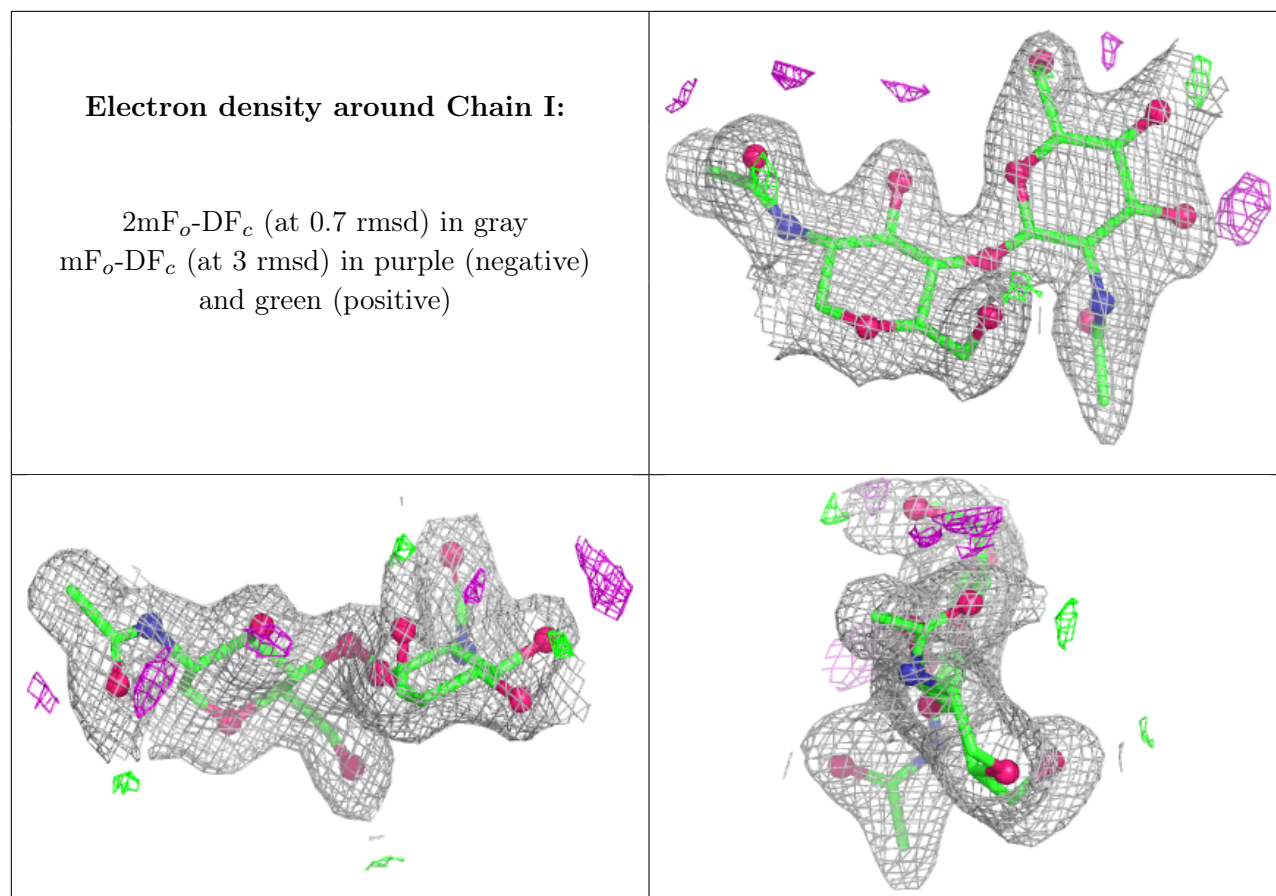 Electron density around Chain I:
2mFo-DFc (at 0.7 rmsd) in gray
mFo-DFc (at 3 rmsd) in purple (negative)
and green (positive)